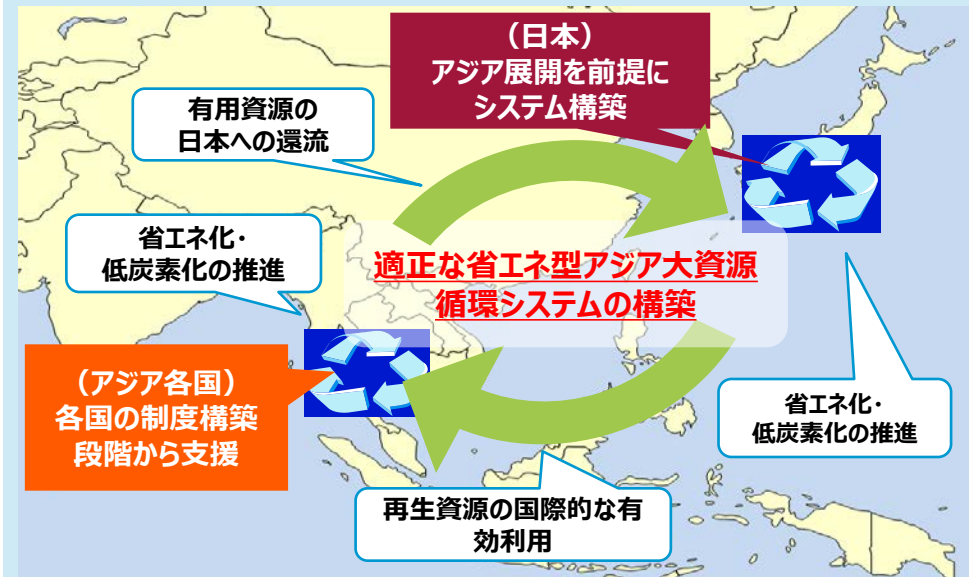 （日本）
アジア展開を前提に
システム構築
有用資源の
日本への還流
省エネ化・
低炭素化の推進
適正な省エネ型アジア大資源
循環システムの構築
（アジア各国）
各国の制度構築
段階から支援
省エネ化・
低炭素化の推進
再生資源の国際的な有
効利用